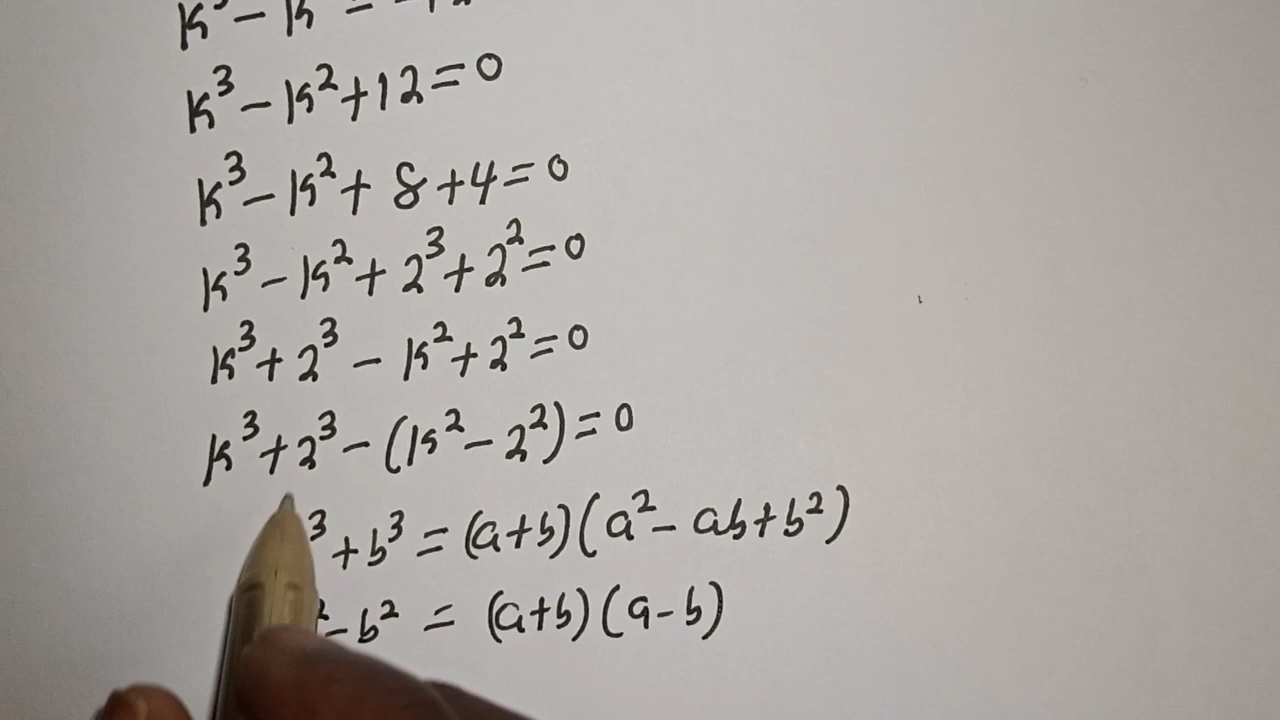 k³ - k² + 12 = 0
k³ - k² + 8 + 4 = 0
k³ - k² + 2³ + 2² = 0
k³ + 2³ - k² + 2² = 0
k³ + 2³ - (k² - 2²) = 0
³ + b³ = (a+b)(a² - ab + b²)
² - b² = (a+b)(a-b)